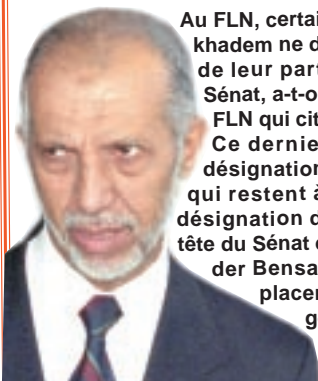 Au FLN, certai
khadem ne d
de leur part
Sénat, a-t-o
FLN qui cit
Ce dernie
désignation
qui restent à
désignation d
tête du Sénat
der Bensa
placer
g